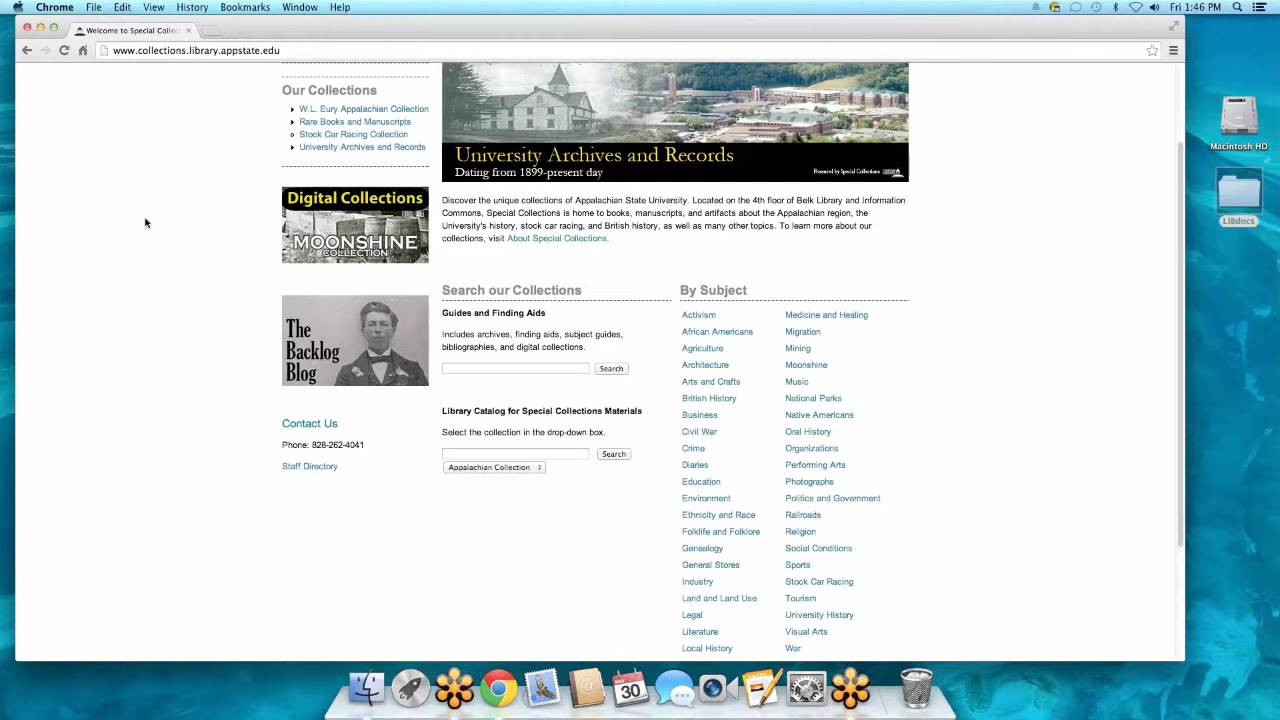 Chrome File Edit View History Bookmarks Window Help Fri 1:46 PM
Welcome to Special Collec
www.collections.library.appstate.edu
Our Collections
W.L. Eury Appalachian Collection
Rare Books and Manuscripts
Stock Car Racing Collection
University Archives and Records
Digital Collections
MOONSHINE
COLLECTION
The
Backlog
Blog
Contact Us
Phone: 828-262-4041
Staff Directory
University Archives and Records
Dating from 1899-present day
Presented by Special Collections
Discover the unique collections of Appalachian State University. Located on the 4th floor of Belk Library and Information
Commons, Special Collections is home to books, manuscripts, and artifacts about the Appalachian region, the
University's history, stock car racing, and British history, as well as many other topics. To learn more about our
collections, visit About Special Collections.
Search our Collections
Guides and Finding Aids
Includes archives, finding aids, subject guides,
bibliographies, and digital collections.
Search
Library Catalog for Special Collections Materials
Select the collection in the drop-down box.
Search
Appalachian Collection
By Subject
Activism
African Americans
Agriculture
Architecture
Arts and Crafts
British History
Business
Civil War
Crime
Diaries
Education
Environment
Ethnicity and Race
Folklife and Folklore
Genealogy
General Stores
Industry
Land and Land Use
Legal
Literature
Local History
Medicine and Healing
Migration
Mining
Moonshine
Music
National Parks
Native Americans
Oral History
Organizations
Performing Arts
Photographs
Politics and Government
Railroads
Religion
Social Conditions
Sports
Stock Car Racing
Tourism
University History
Visual Arts
War
Macintosh HD
LIBdocs
MAY
30